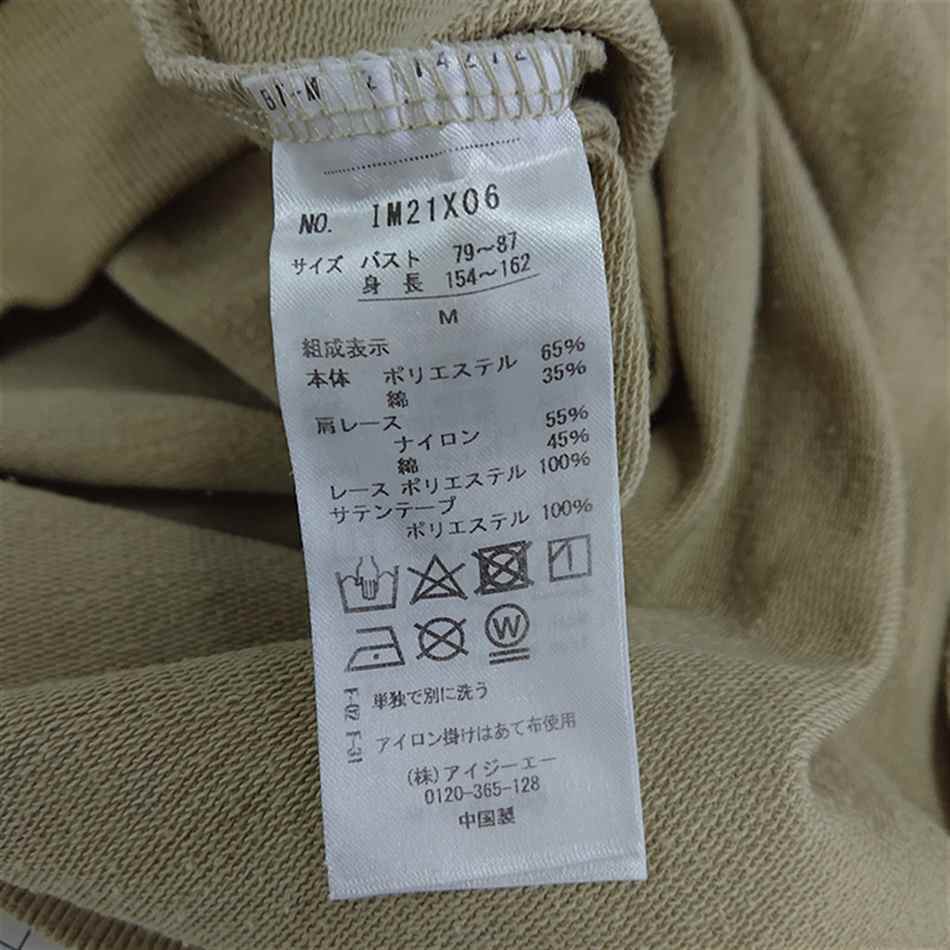 NO. IM21X06
サイズ バスト 79～87
身長 154～162
M
組成表示
本体 ポリエステル 65%
綿 35%
肩レース
ナイロン 55%
綿 45%
レース ポリエステル 100%
サテンテープ
ポリエステル 100%
W
F-02 単独で別に洗う
F-31 アイロン掛けはあて布使用
(株)アイジーエー
0120-365-128
中国製